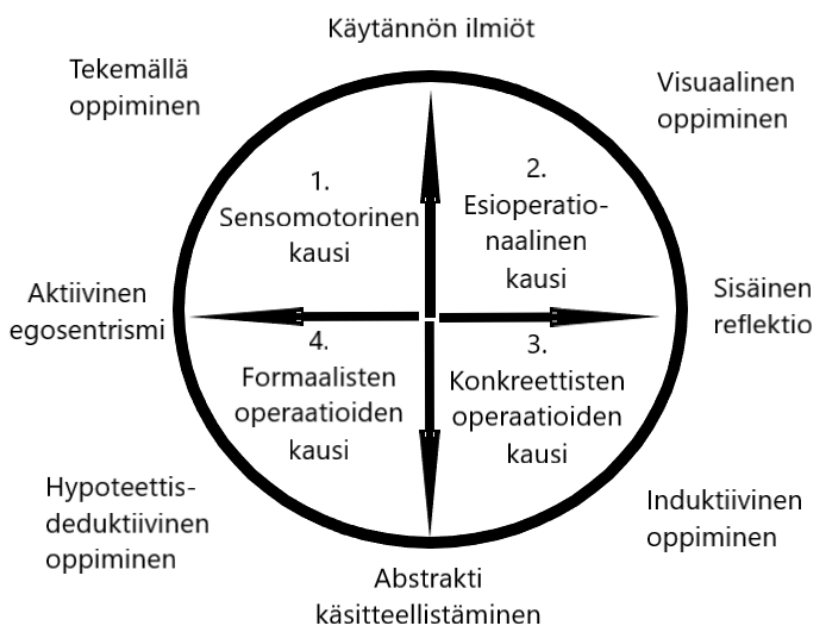 Käytännön ilmiöt
Tekemällä
oppiminen
Visuaalinen
oppiminen
1.
Sensomotorinen
kausi
2.
Esioperatio-
naalinen
kausi
Aktiivinen
egosentrismi
Sisäinen
reflektio
4.
Formaalisten
operaatioiden
kausi
3.
Konkreettisten
operaatioiden
kausi
Hypoteettis-
deduktiivinen
oppiminen
Induktiivinen
oppiminen
Abstrakti
käsitteellistäminen